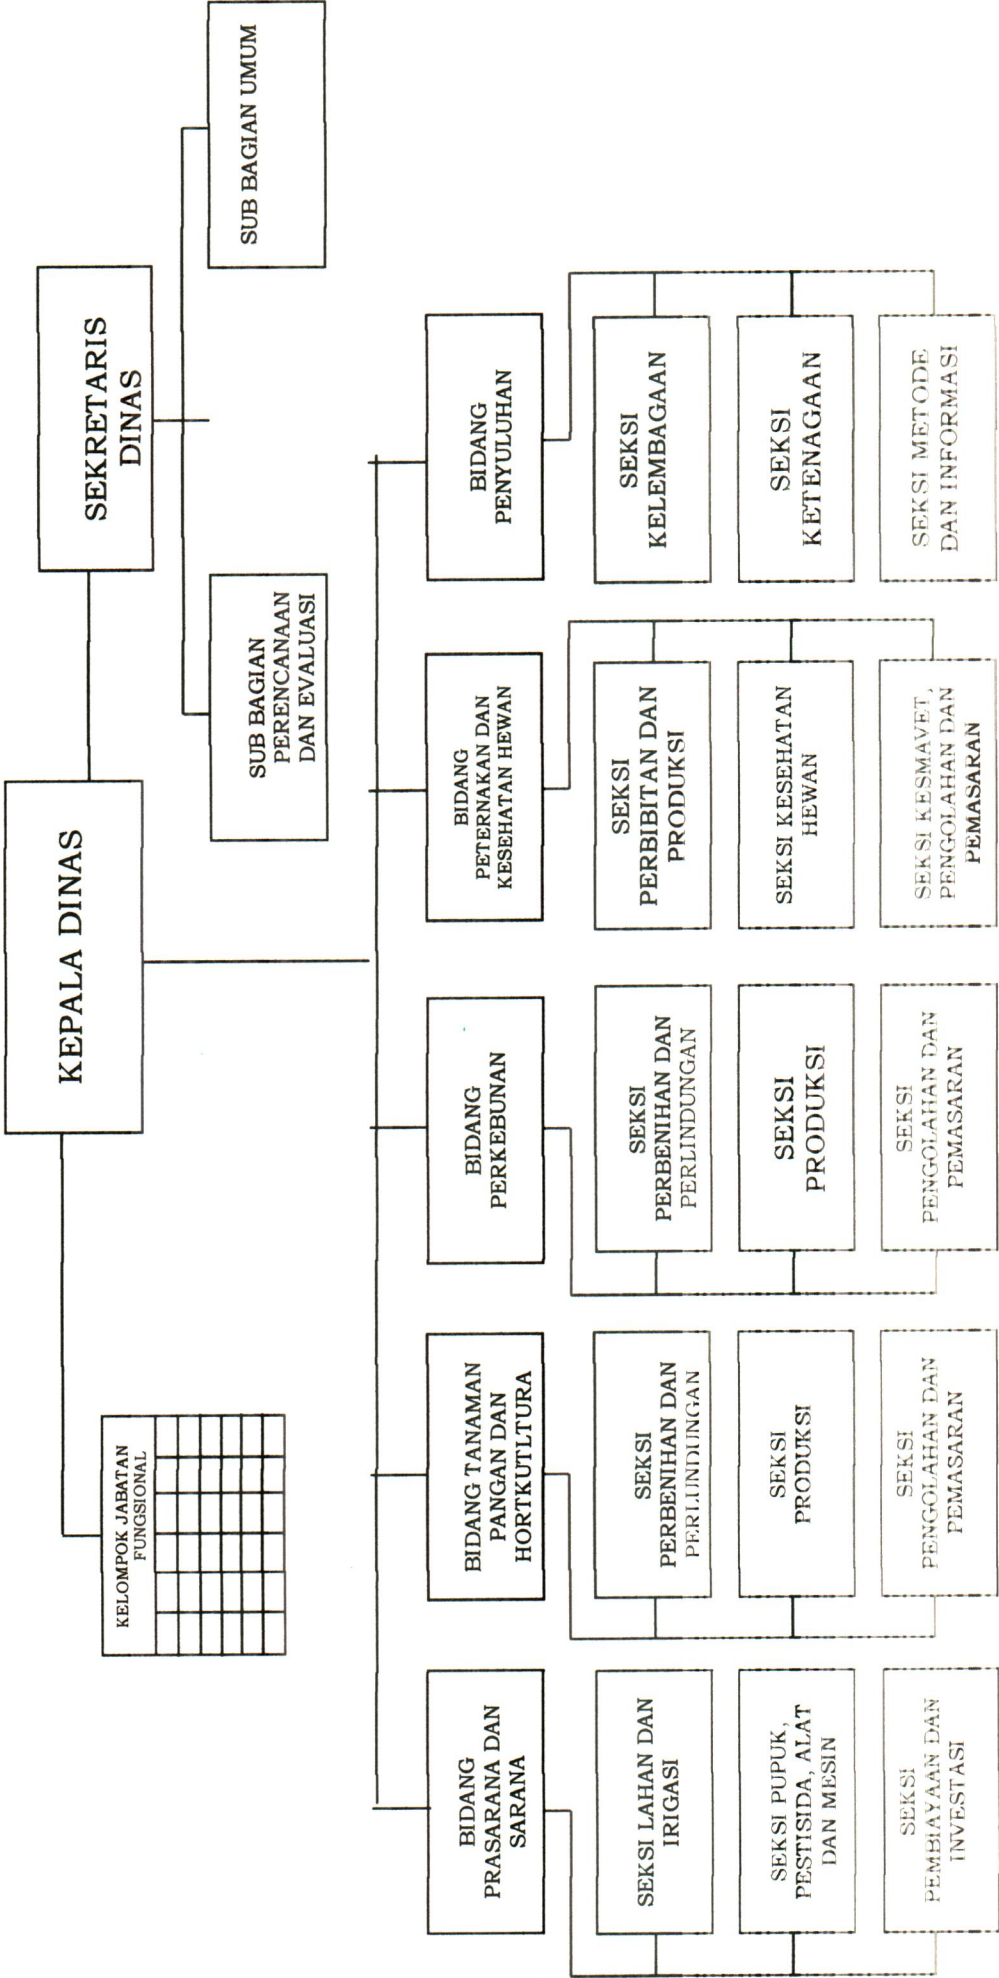 KEPALA DINAS
KELOMPOK JABATAN
FUNGSIONAL
SEKRETARIS
DINAS
SUB BAGIAN
PERENCANAAN
DAN EVALUASI
SUB BAGIAN UMUM
BIDANG
PRASARANA DAN
SARANA
SEKSI LAHAN DAN
IRIGASI
SEKSI PUPUK,
PESTISIDA, ALAT
DAN MESIN
SEKSI
PEMBIAYAAN DAN
INVESTASI
BIDANG TANAMAN
PANGAN DAN
HORTKUTLTURA
SEKSI
PERBENIHAN DAN
PERLUNDUNGAN
SEKSI
PRODUKSI
SEKSI
PENGOLAHAN DAN
PEMASARAN
BIDANG
PERKEBUNAN
SEKSI
PERBENIHAN DAN
PERLINDUNGAN
SEKSI
PRODUKSI
SEKSI
PENGOLAHAN DAN
PEMASARAN
BIDANG
PETERNAKAN DAN
KESEHATAN HEWAN
SEKSI
PERBIBITAN DAN
PRODUKSI
SEKSI KESEHATAN
HEWAN
SEKSI KESMAVET,
PENGOLAHAN DAN
PEMASARAN
BIDANG
PENYULUHAN
SEKSI
KELEMBAGAAN
SEKSI
KETENAGAAN
SEKSI METODE
DAN INFORMASI